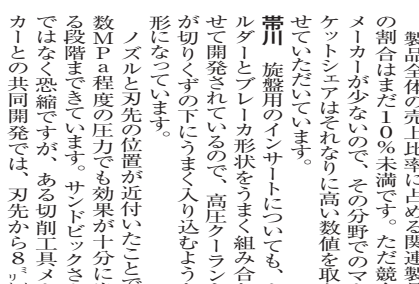 製品全体の売上比率に占める関連製
の割合はまだ10%未満です。ただ競
メーカーが少ないので、その分野でのマ
ケットシェアはそれなりに高い数値を取
せていただいています。
帯川　旋盤用のインサートについても、
ルダーとブレーカ形状をうまく組み合
せて開発されているので、高圧クーラン
が切りくずの下にうまく入り込むよう
形になっています。
ノズルと刃先の位置が近付いたことで
数MPa程度の圧力でも効果が十分に
る段階まできています。サンドビックさ
ではなく恐縮ですが、ある切削工具メ
カーとの共同開発では、刃先から8㍉